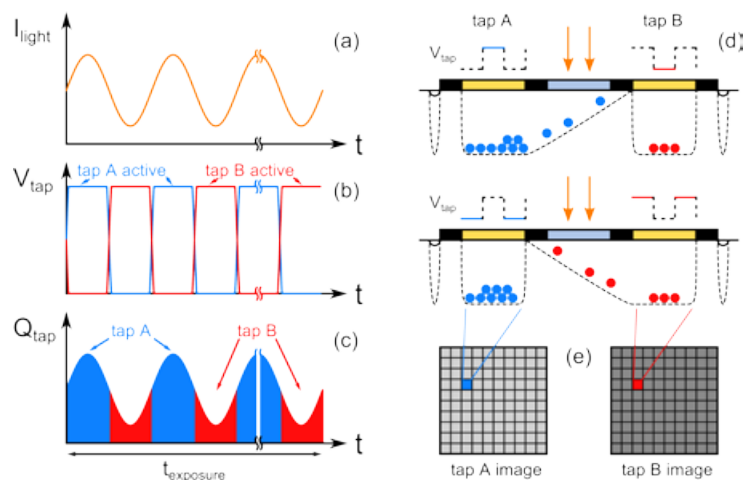 I_light
(a)
t
V_tap
tap A active
tap B active
(b)
t
Q_tap
tap A
tap B
(c)
t
t_exposure
tap A
tap B
(d)
V_tap
V_tap
(e)
tap A image
tap B image